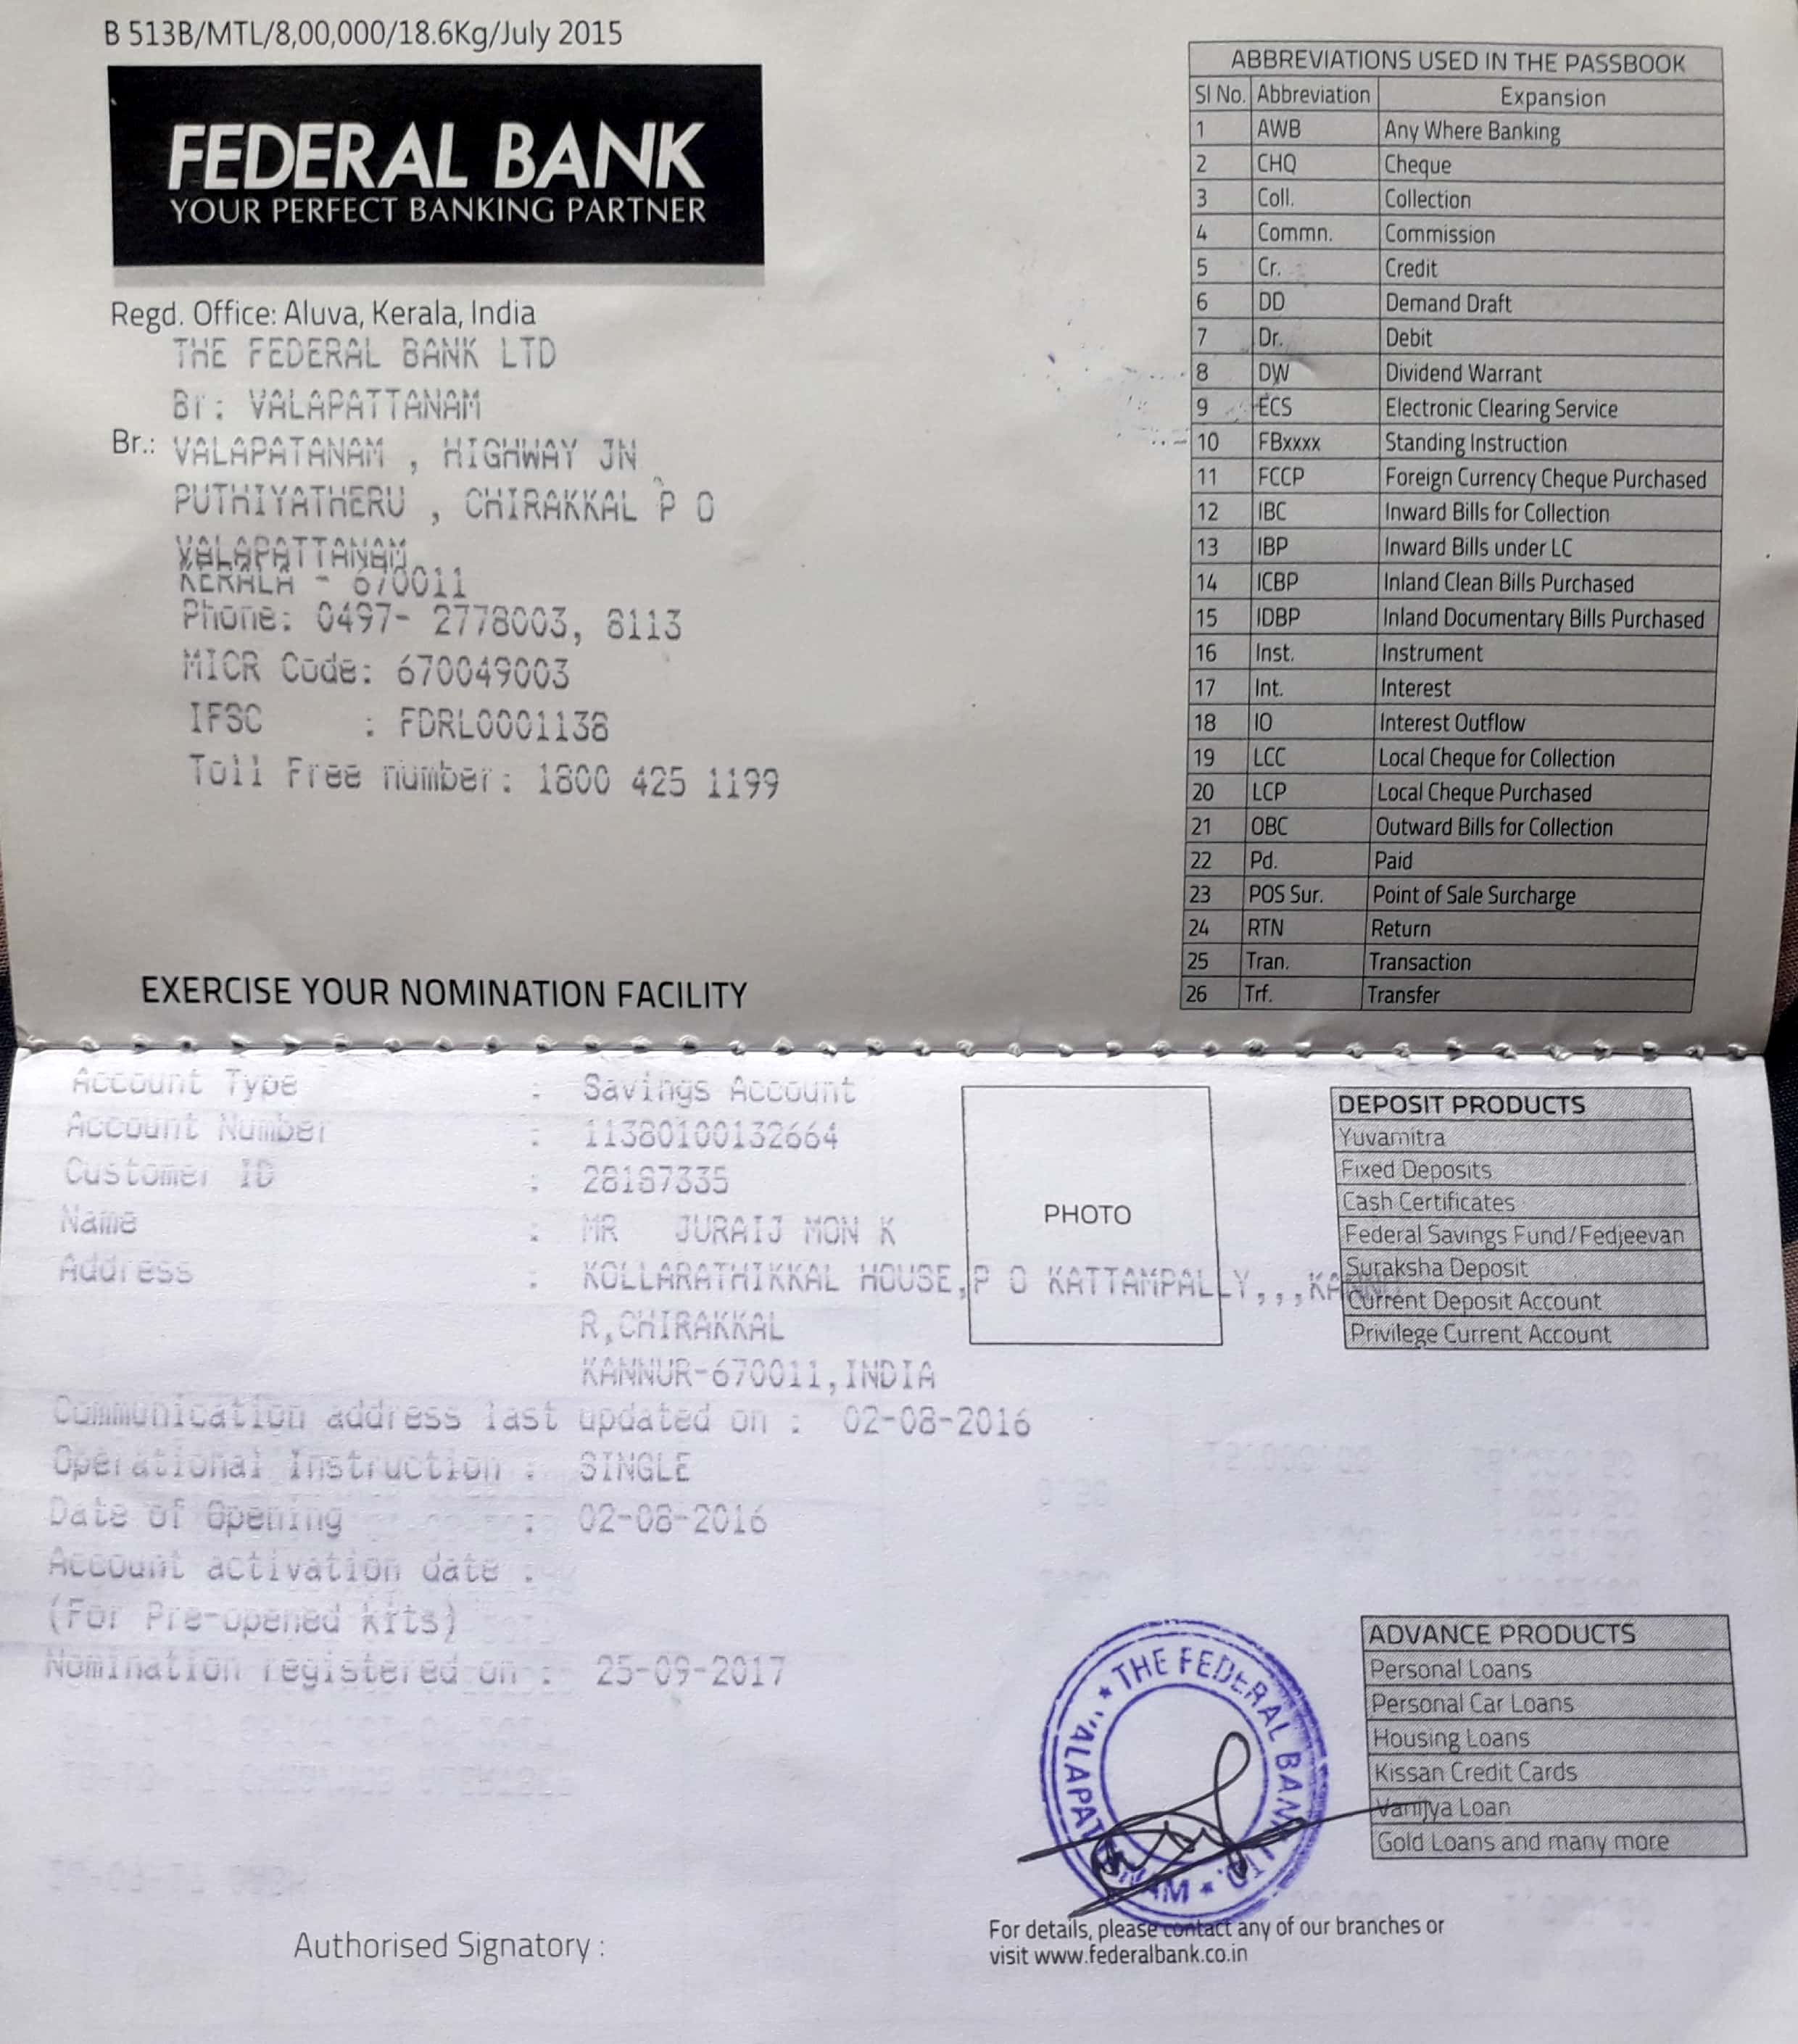 B 513B/MTL/8,00,000/18.6Kg/July 2015
FEDERAL BANK
YOUR PERFECT BANKING PARTNER
Regd. Office: Aluva, Kerala, India
THE FEDERAL BANK LTD
Br: VALAPATTANAM
Br.: VALAPATANAM , HIGHWAY JN
PUTHIYATHERU , CHIRAKKAL P O
VALAPATTANAM
KERALA - 670011
Phone: 0497- 2778003, 8113
MICR Code: 670049003
IFSC : FDRL0001138
Toll Free number: 1800 425 1199
EXERCISE YOUR NOMINATION FACILITY
ABBREVIATIONS USED IN THE PASSBOOK
Sl No. Abbreviation Expansion
1 AWB Any Where Banking
2 CHQ Cheque
3 Coll. Collection
4 Commn. Commission
5 Cr. Credit
6 DD Demand Draft
7 Dr. Debit
8 DW Dividend Warrant
9 ECS Electronic Clearing Service
10 FBxxxx Standing Instruction
11 FCCP Foreign Currency Cheque Purchased
12 IBC Inward Bills for Collection
13 IBP Inward Bills under LC
14 ICBP Inland Clean Bills Purchased
15 IDBP Inland Documentary Bills Purchased
16 Inst. Instrument
17 Int. Interest
18 IO Interest Outflow
19 LCC Local Cheque for Collection
20 LCP Local Cheque Purchased
21 OBC Outward Bills for Collection
22 Pd. Paid
23 POS Sur. Point of Sale Surcharge
24 RTN Return
25 Tran. Transaction
26 Trf. Transfer
Account Type : Savings Account
Account Number : 11380100132664
Customer ID : 28187335
Name : MR JURAIJ MON K
Address : KOLLARATHIKKAL HOUSE,P O KATTAMPALLY,,,KANNU
R,CHIRAKKAL
KANNUR-670011,INDIA
Communication address last updated on : 02-08-2016
Operational Instruction : SINGLE
Date of Opening : 02-08-2016
Account activation date :
(For Pre-opened kits)
Nomination registered on : 25-09-2017
PHOTO
DEPOSIT PRODUCTS
Yuvamitra
Fixed Deposits
Cash Certificates
Federal Savings Fund/Fedjeevan
Suraksha Deposit
Current Deposit Account
Privilege Current Account
ADVANCE PRODUCTS
Personal Loans
Personal Car Loans
Housing Loans
Kissan Credit Cards
Vanijya Loan
Gold Loans and many more
THE FEDERAL BANK LTD.
Authorised Signatory :
For details, please contact any of our branches or
visit www.federalbank.co.in